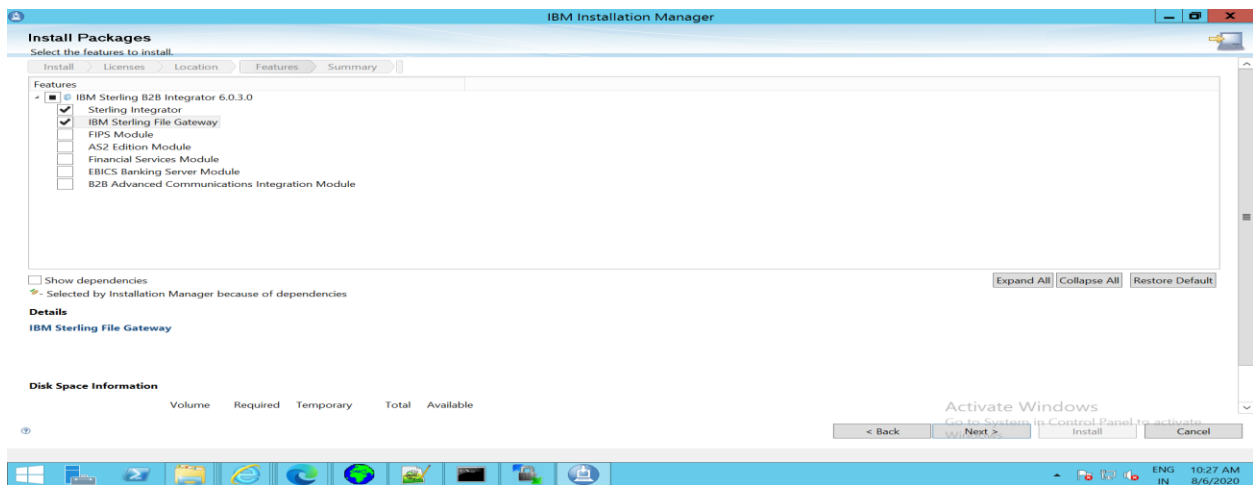 IBM Installation Manager
Install Packages
Select the features to install.
Install Licenses Location Features Summary
Features
IBM Sterling B2B Integrator 6.0.3.0
Sterling Integrator
IBM Sterling File Gateway
FIPS Module
AS2 Edition Module
Financial Services Module
EBICS Banking Server Module
B2B Advanced Communications Integration Module
Show dependencies
Expand All Collapse All Restore Default
- Selected by Installation Manager because of dependencies
Details
IBM Sterling File Gateway
Disk Space Information
Volume Required Temporary Total Available
Activate Windows
Go to System in Control Panel to activate
Windows.
< Back Next > Install Cancel
ENG 10:27 AM
IN 8/6/2020